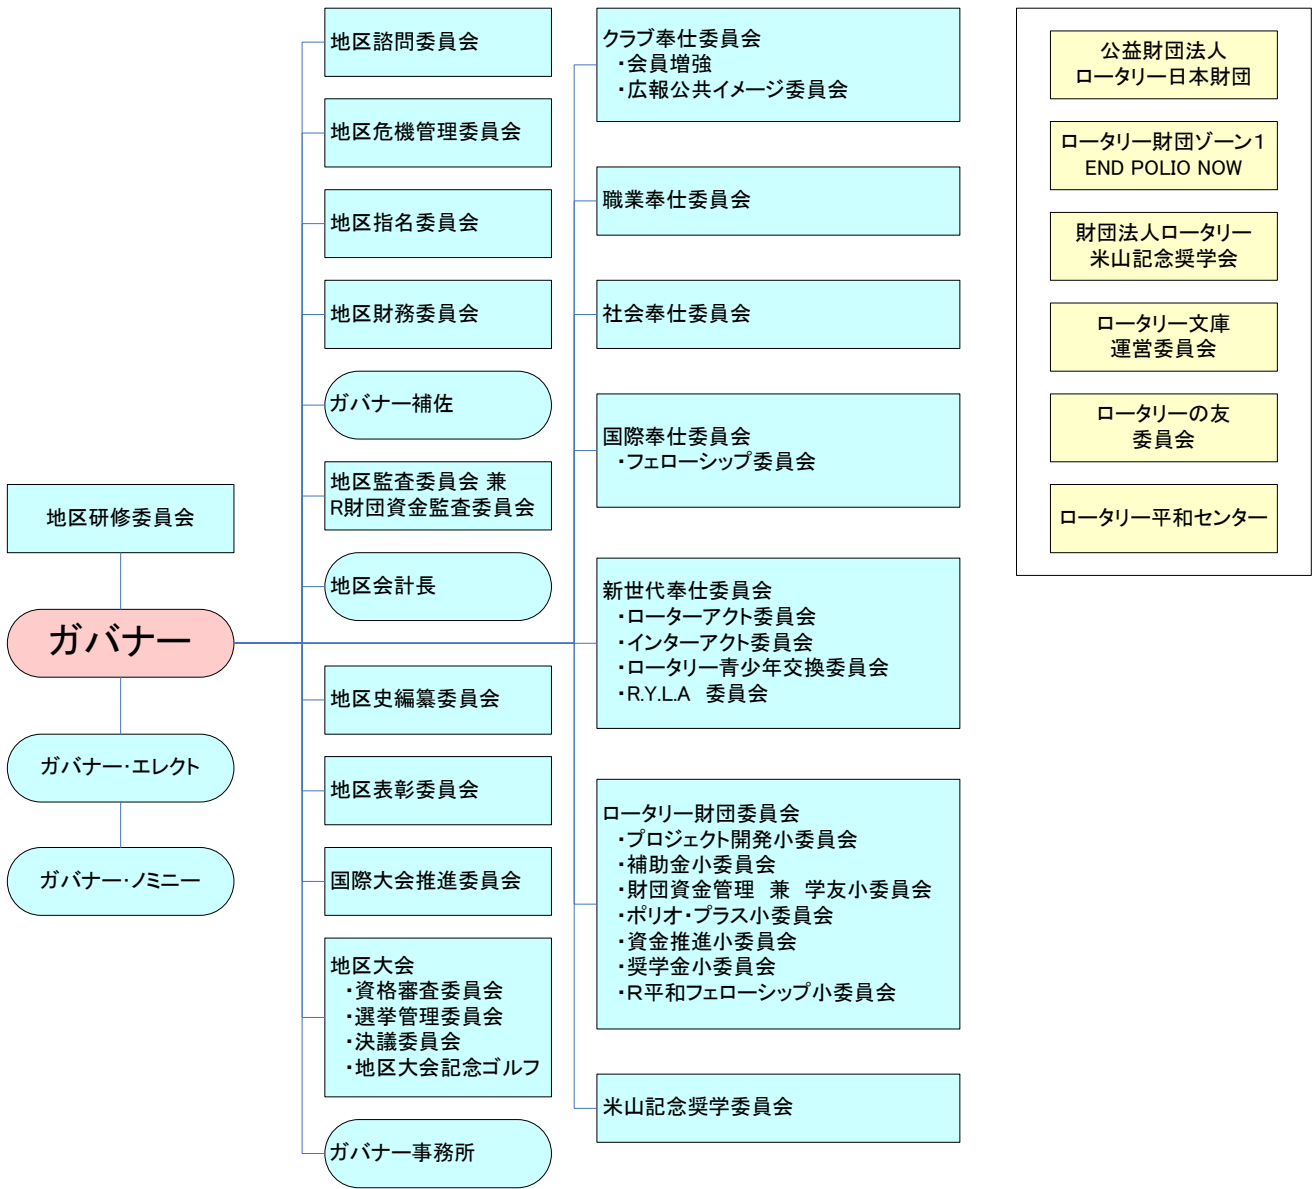 地区研修委員会
ガバナー
ガバナー・エレクト
ガバナー・ノミニー
地区諮問委員会
地区危機管理委員会
地区指名委員会
地区財務委員会
ガバナー補佐
地区監査委員会 兼
R財団資金監査委員会
地区会計長
地区史編纂委員会
地区表彰委員会
国際大会推進委員会
地区大会
・資格審査委員会
・選挙管理委員会
・決議委員会
・地区大会記念ゴルフ
ガバナー事務所
クラブ奉仕委員会
・会員増強
・広報公共イメージ委員会
職業奉仕委員会
社会奉仕委員会
国際奉仕委員会
・フェローシップ委員会
新世代奉仕委員会
・ローターアクト委員会
・インターアクト委員会
・ロータリー青少年交換委員会
・R.Y.L.A　委員会
ロータリー財団委員会
・プロジェクト開発小委員会
・補助金小委員会
・財団資金管理　兼　学友小委員会
・ポリオ・プラス小委員会
・資金推進小委員会
・奨学金小委員会
・Ｒ平和フェローシップ小委員会
米山記念奨学委員会
公益財団法人
ロータリー日本財団
ロータリー財団ゾーン１
END POLIO NOW
財団法人ロータリー
米山記念奨学会
ロータリー文庫
運営委員会
ロータリーの友
委員会
ロータリー平和センター